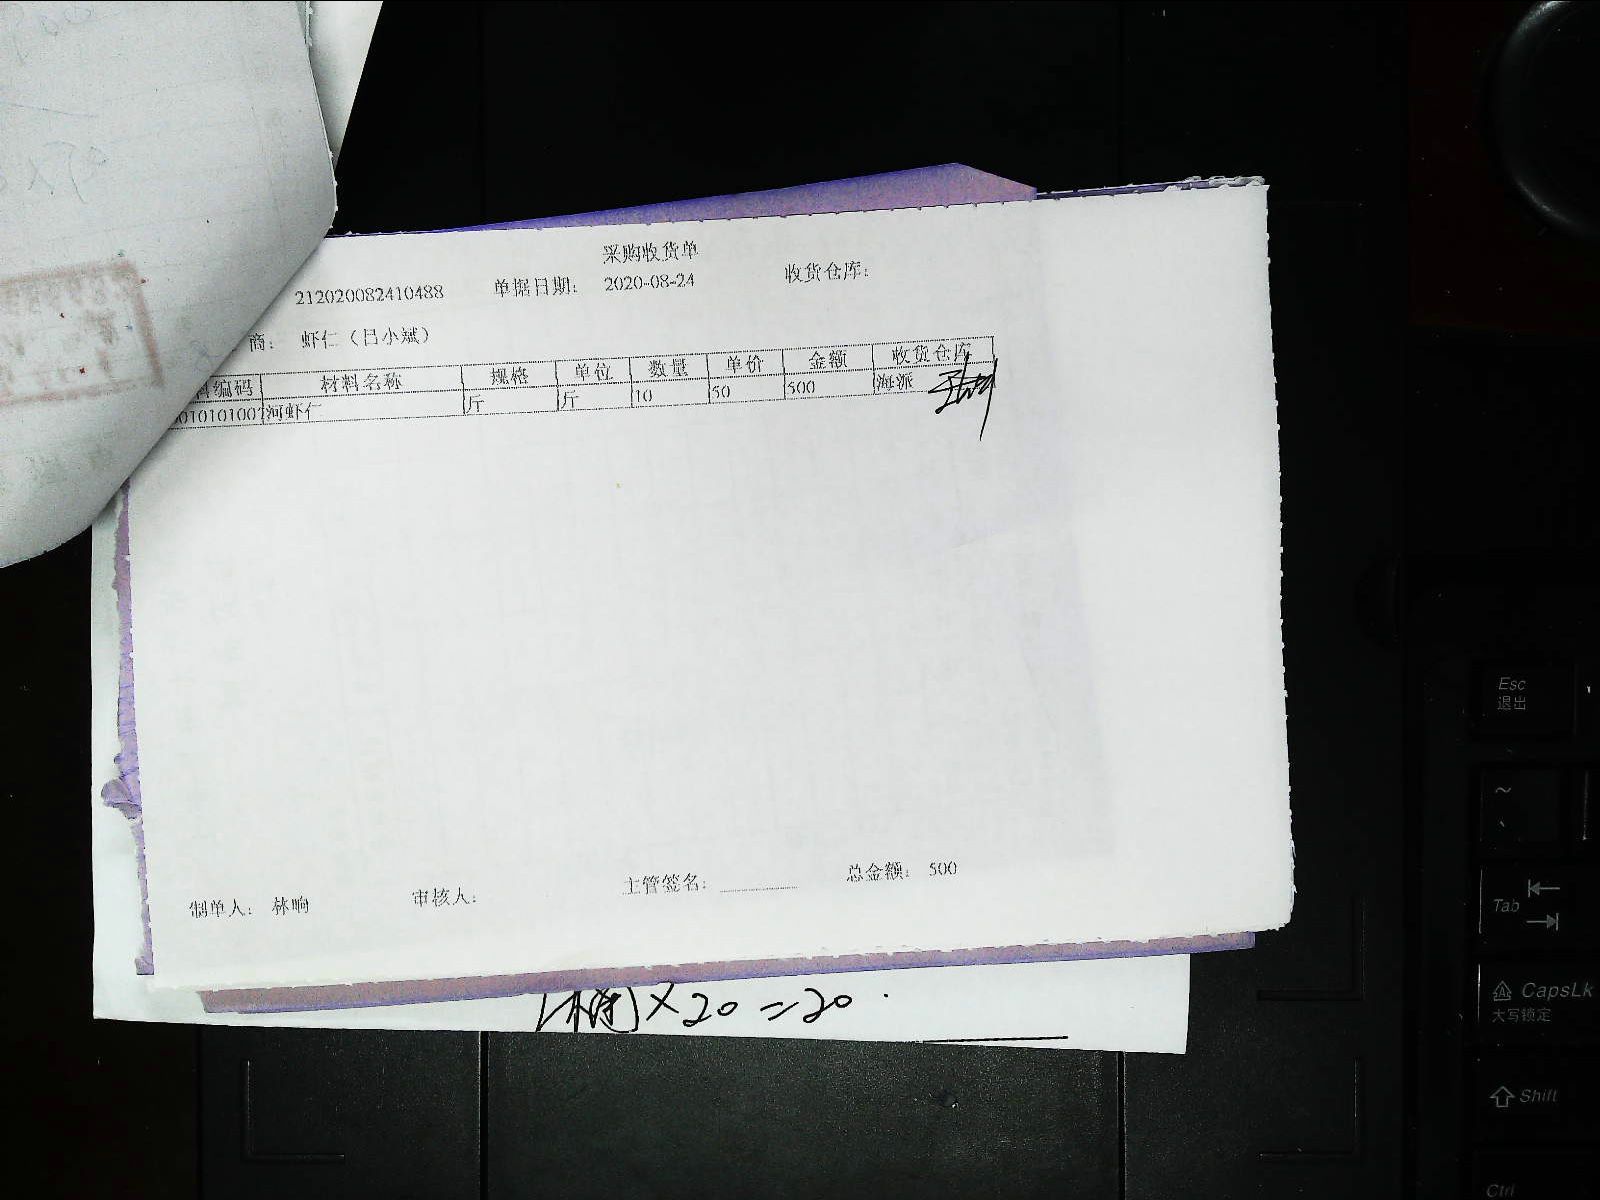 采购收货单
212020082410488 单据日期: 2020-08-24 收货仓库:
商: 虾仁（吕小斌）
料编码 材料名称 规格 单位 数量 单价 金额 收货仓库
010101007 河虾仁 斤 斤 10 50 500 海派
制单人: 林晌 审核人: 主管签名: 总金额: 500
×20=20
Esc
退出
~
Tab
CapsLk
大写锁定
Shift
Ctrl